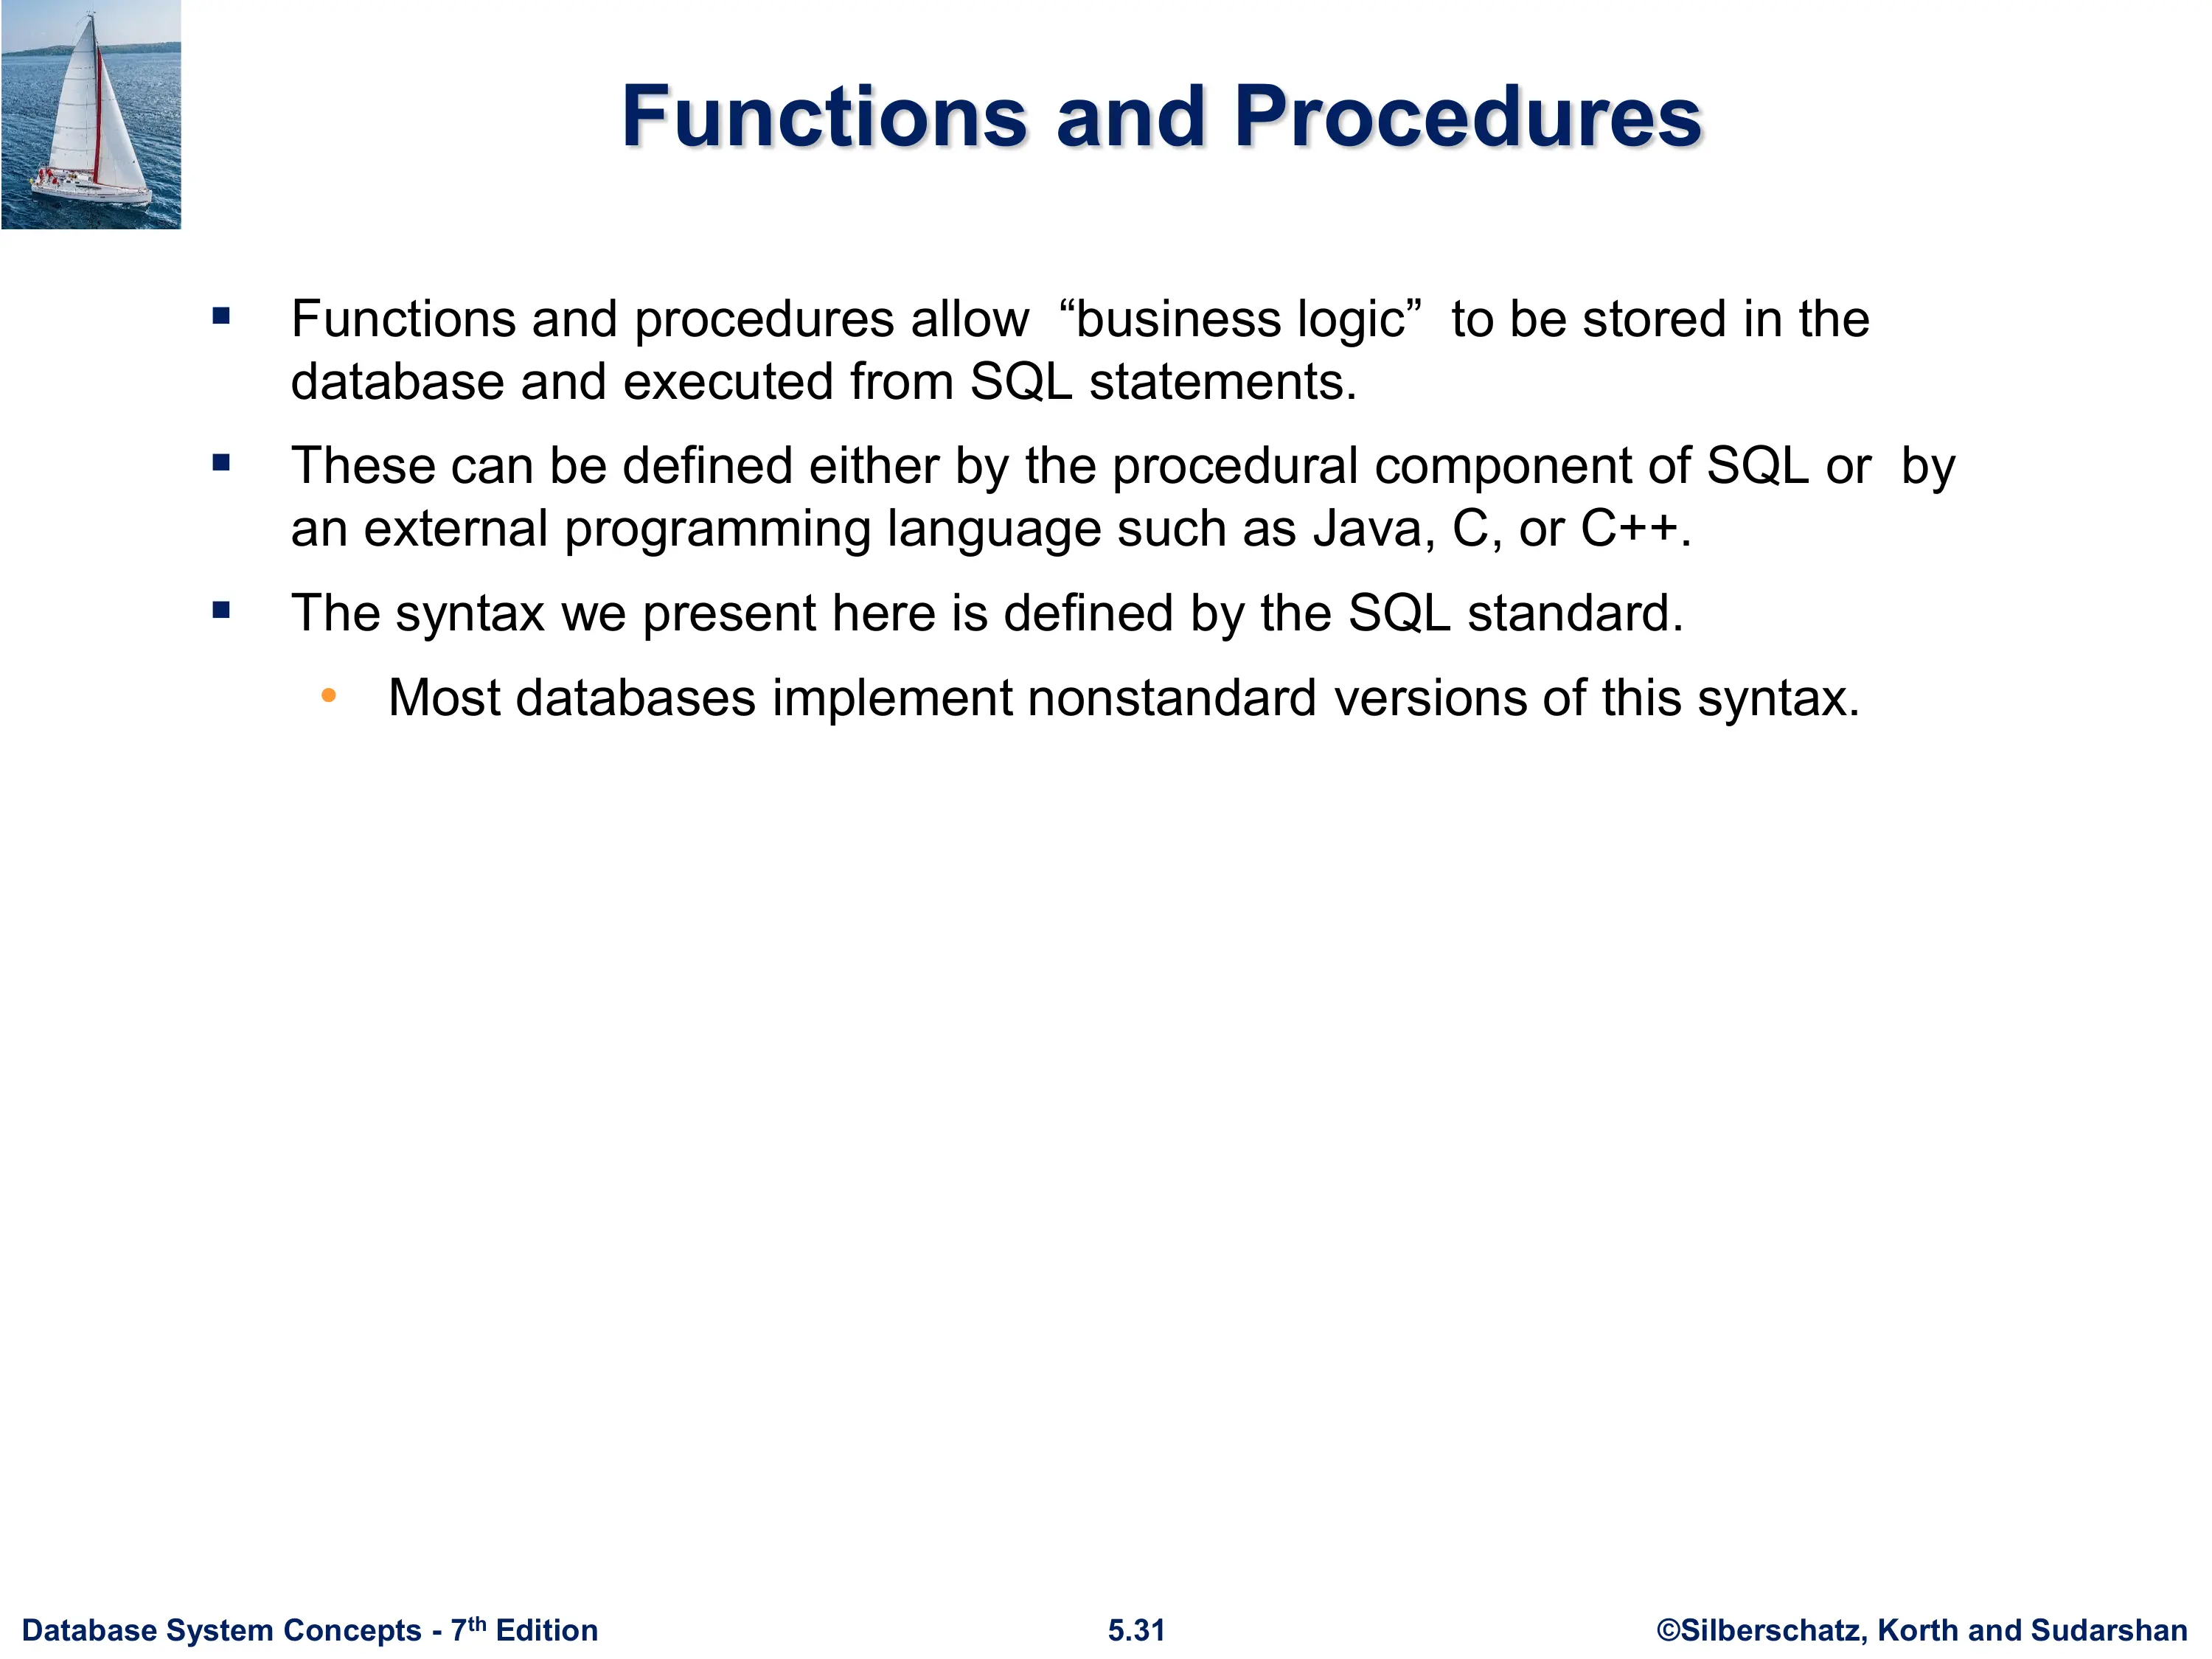 Functions and Procedures
▪ Functions and procedures allow “business logic” to be stored in the
database and executed from SQL statements.
▪ These can be defined either by the procedural component of SQL or by
an external programming language such as Java, C, or C++.
▪ The syntax we present here is defined by the SQL standard.
• Most databases implement nonstandard versions of this syntax.
Database System Concepts - 7th Edition
5.31
©Silberschatz, Korth and Sudarshan